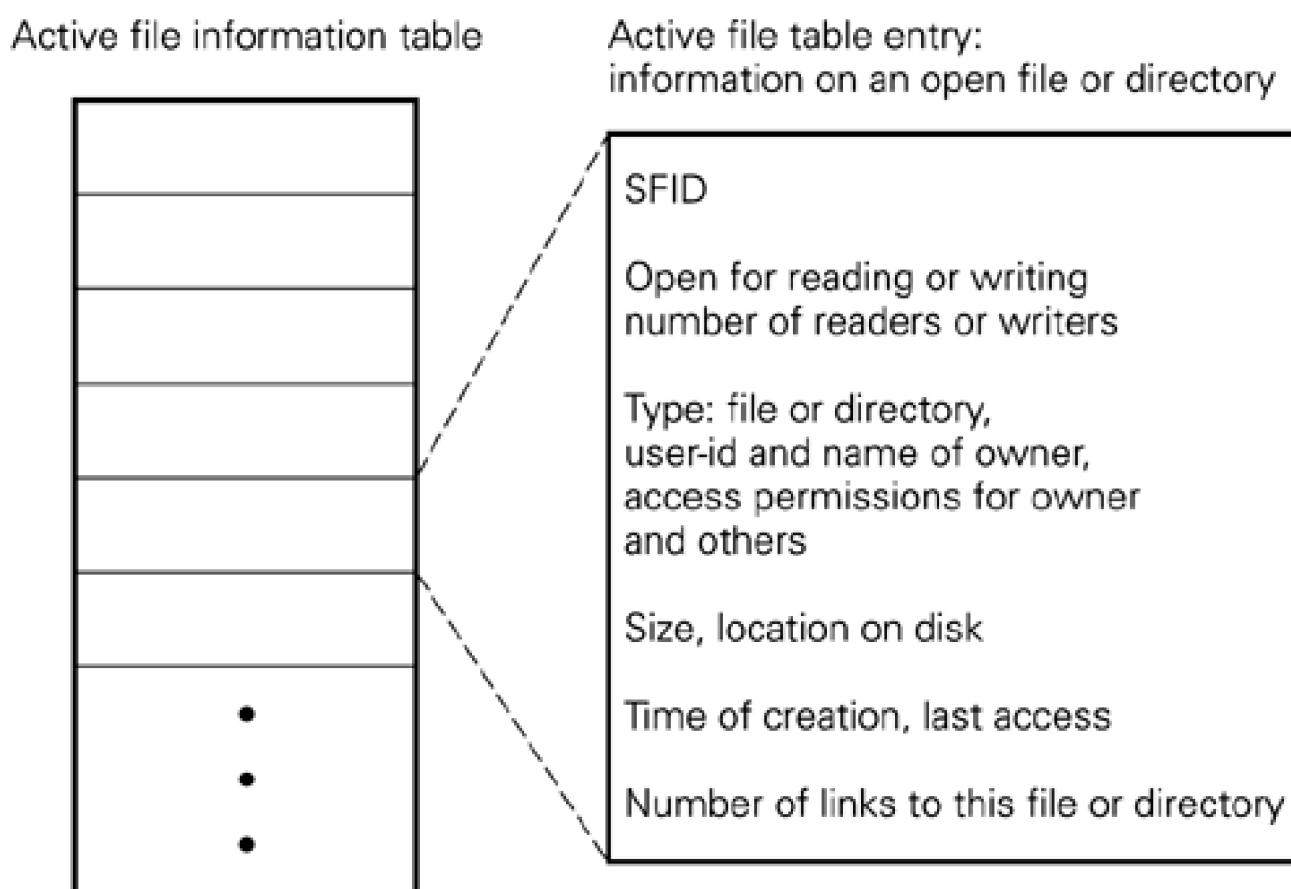 Active file information table
Active file table entry:
information on an open file or directory
SFID
Open for reading or writing
number of readers or writers
Type: file or directory,
user-id and name of owner,
access permissions for owner
and others
Size, location on disk
Time of creation, last access
Number of links to this file or directory